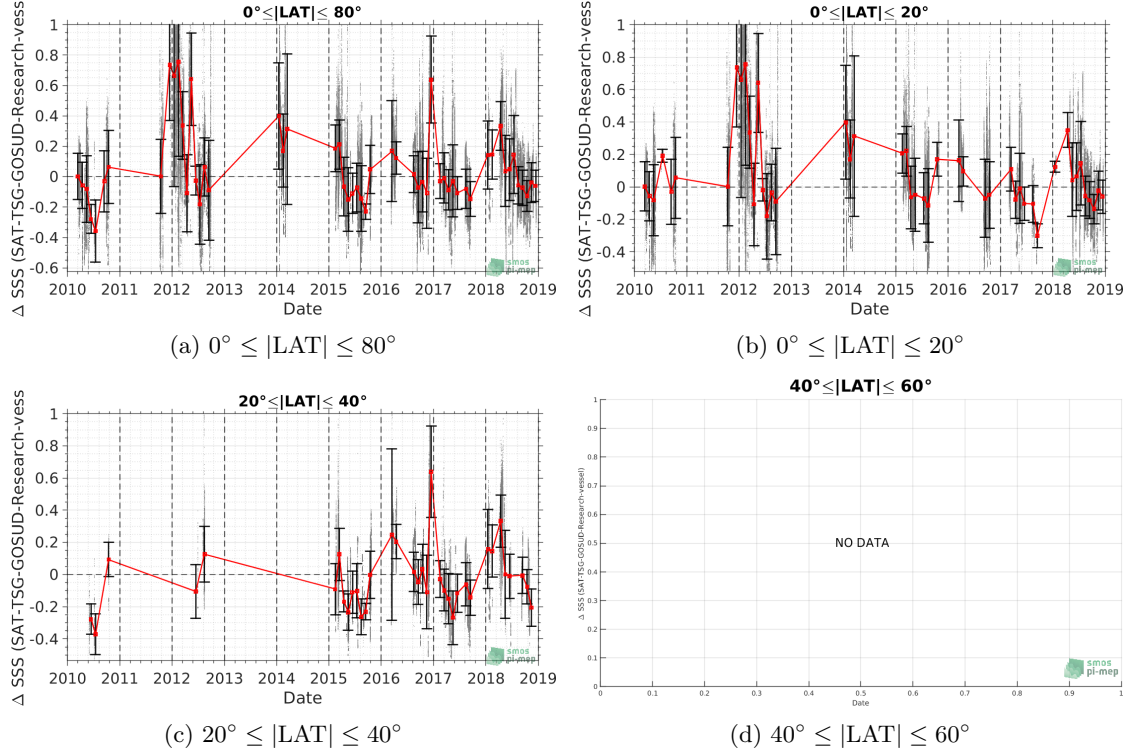 0°≤|LAT|≤ 80°
Δ SSS (SAT-TSG-GOSUD-Research-vess
1
0.8
0.6
0.4
0.2
0
-0.2
-0.4
-0.6
2010 2011 2012 2013 2014 2015 2016 2017 2018 2019
Date
smos
pi-mep
(a) 0° ≤ |LAT| ≤ 80°
0°≤|LAT|≤ 20°
Δ SSS (SAT-TSG-GOSUD-Research-vess
1
0.8
0.6
0.4
0.2
0
-0.2
-0.4
2010 2011 2012 2013 2014 2015 2016 2017 2018 2019
Date
smos
pi-mep
(b) 0° ≤ |LAT| ≤ 20°
20°≤|LAT|≤ 40°
Δ SSS (SAT-TSG-GOSUD-Research-vess
1
0.8
0.6
0.4
0.2
0
-0.2
-0.4
2010 2011 2012 2013 2014 2015 2016 2017 2018 2019
Date
smos
pi-mep
(c) 20° ≤ |LAT| ≤ 40°
40°≤|LAT|≤ 60°
Δ SSS (SAT-TSG-GOSUD-Research-vessel)
1
0.9
0.8
0.7
0.6
0.5
0.4
0.3
0.2
0.1
0
NO DATA
0 0.1 0.2 0.3 0.4 0.5 0.6 0.7 0.8 0.9 1
Date
smos
pi-mep
(d) 40° ≤ |LAT| ≤ 60°